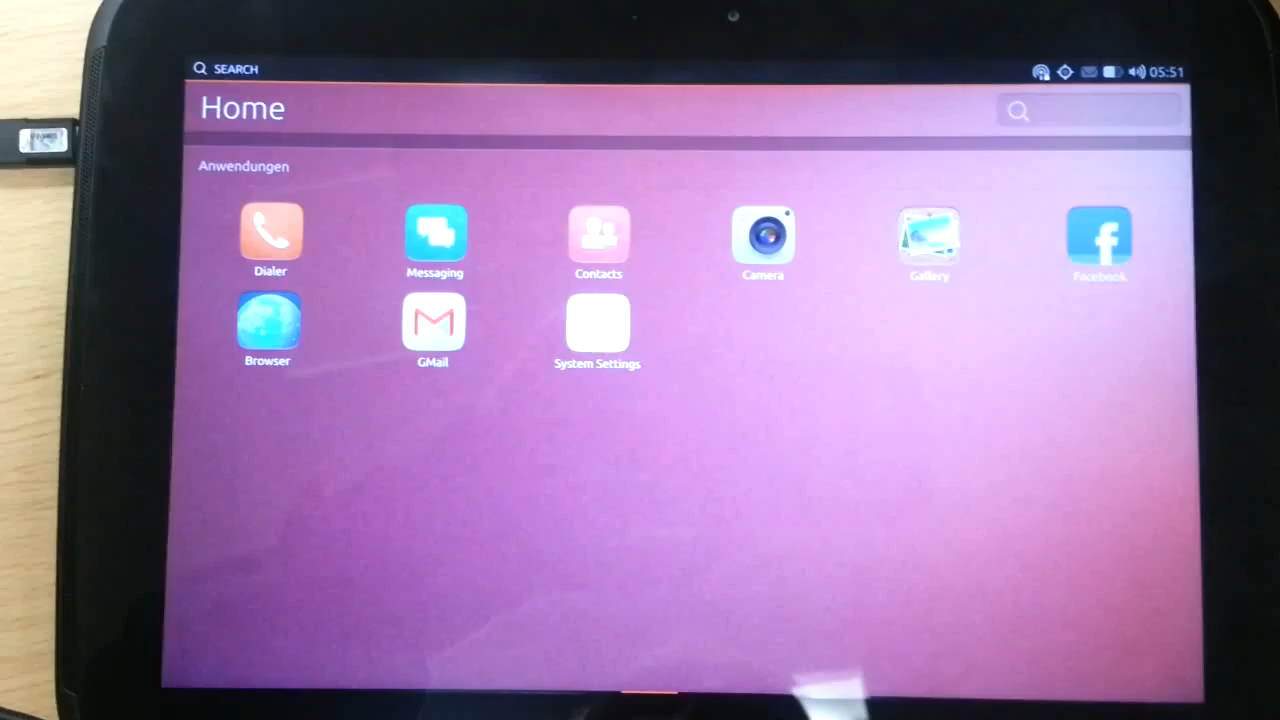 SEARCH
05:51
Home
Anwendungen
Dialer
Messaging
Contacts
Camera
Gallery
Facebook
Browser
GMail
System Settings